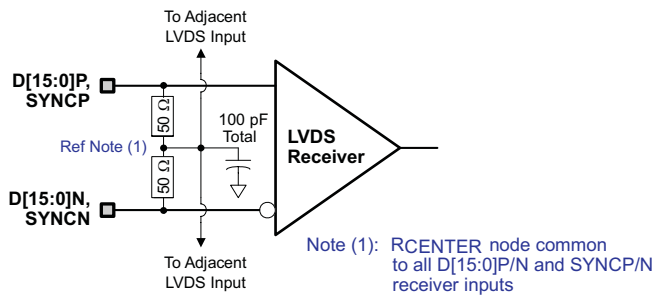 To Adjacent
LVDS Input
D[15:0]P,
SYNCP
50 Ω
100 pF
Total
LVDS
Receiver
Ref Note (1)
50 Ω
D[15:0]N,
SYNCN
To Adjacent
LVDS Input
Note (1): RCENTER node common
to all D[15:0]P/N and SYNCP/N
receiver inputs